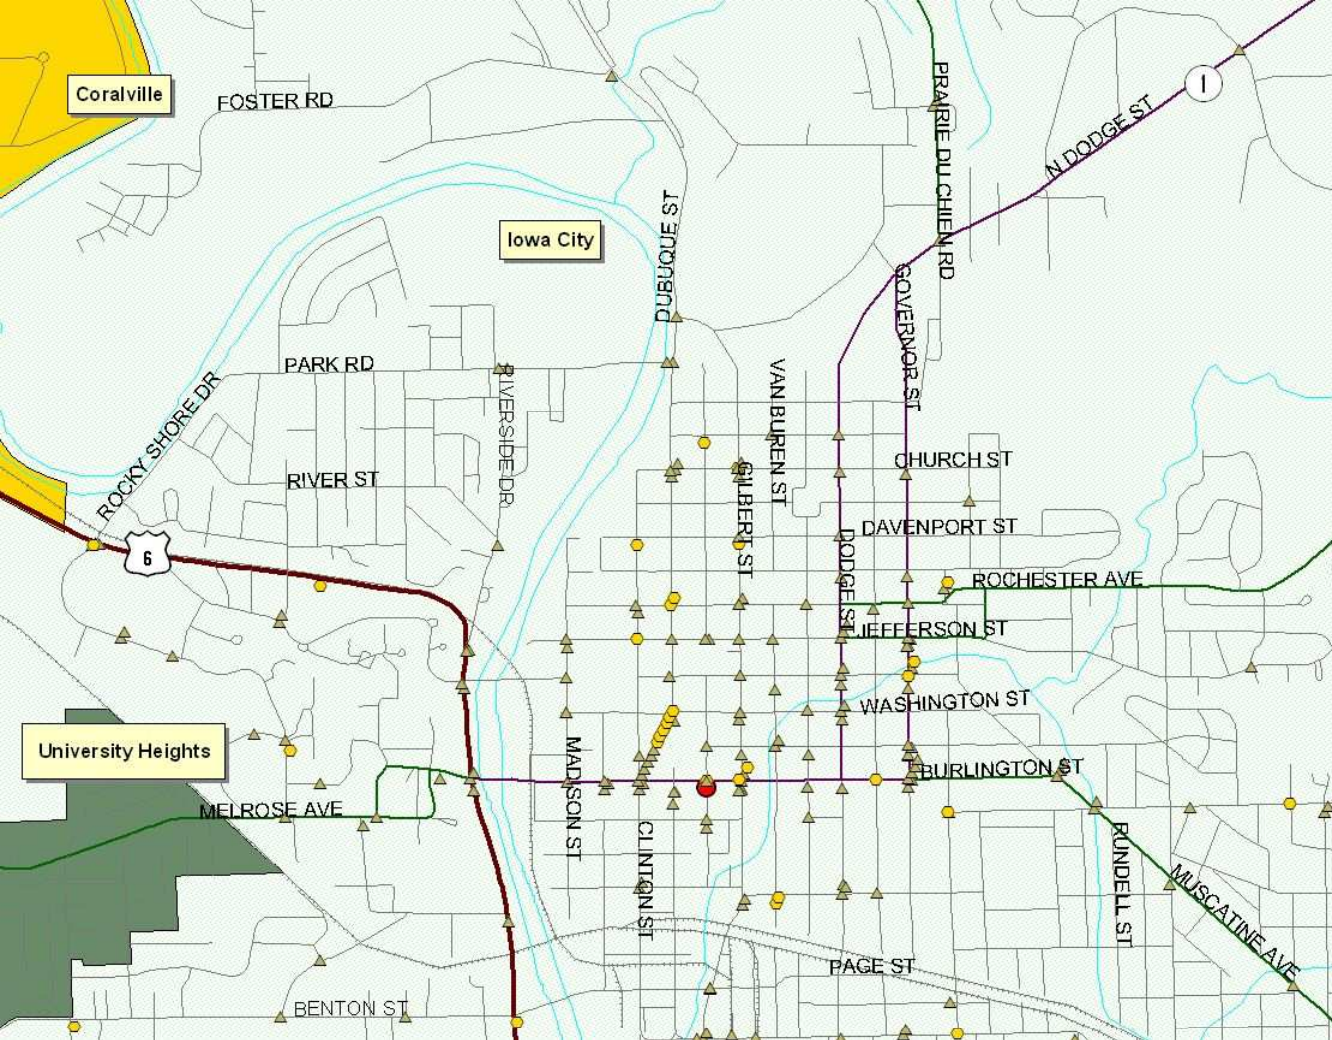 Coralville
FOSTER RD
PRAIRIE DU CHIEN RD
1
N DODGE ST
Iowa City
DUBUQUE ST
GOVERNOR ST
PARK RD
RIVERSIDE DR
VAN BUREN ST
ROCKY SHORE DR
RIVER ST
GILBERT ST
CHURCH ST
DAVENPORT ST
6
DODGE ST
ROCHESTER AVE
JEFFERSON ST
WASHINGTON ST
University Heights
MADISON ST
BURLINGTON ST
MELROSE AVE
CLINTON ST
RUNDELL ST
MUSCATINE AVE
PAGE ST
BENTON ST